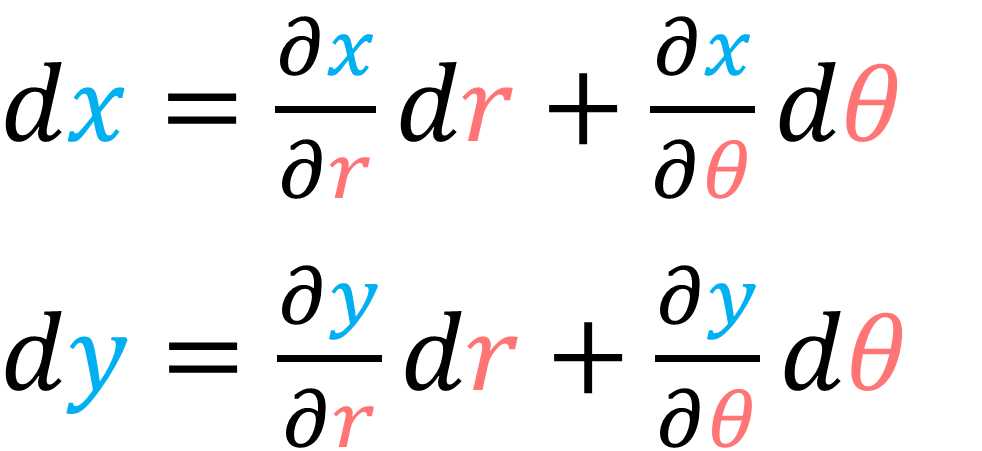 dx = ∂x/∂r dr + ∂x/∂θ dθ
dy = ∂y/∂r dr + ∂y/∂θ dθ